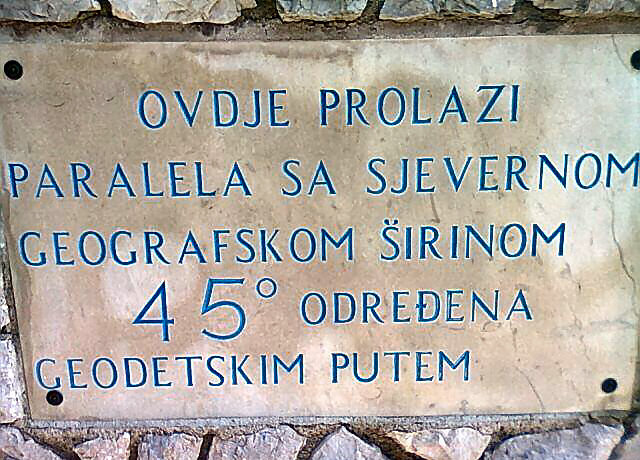 OVDJE PROLAZI
PARALELA SA SJEVERNOM
GEOGRAFSKOM ŠIRINOM
45° ODREĐENA
GEODETSKIM PUTEM